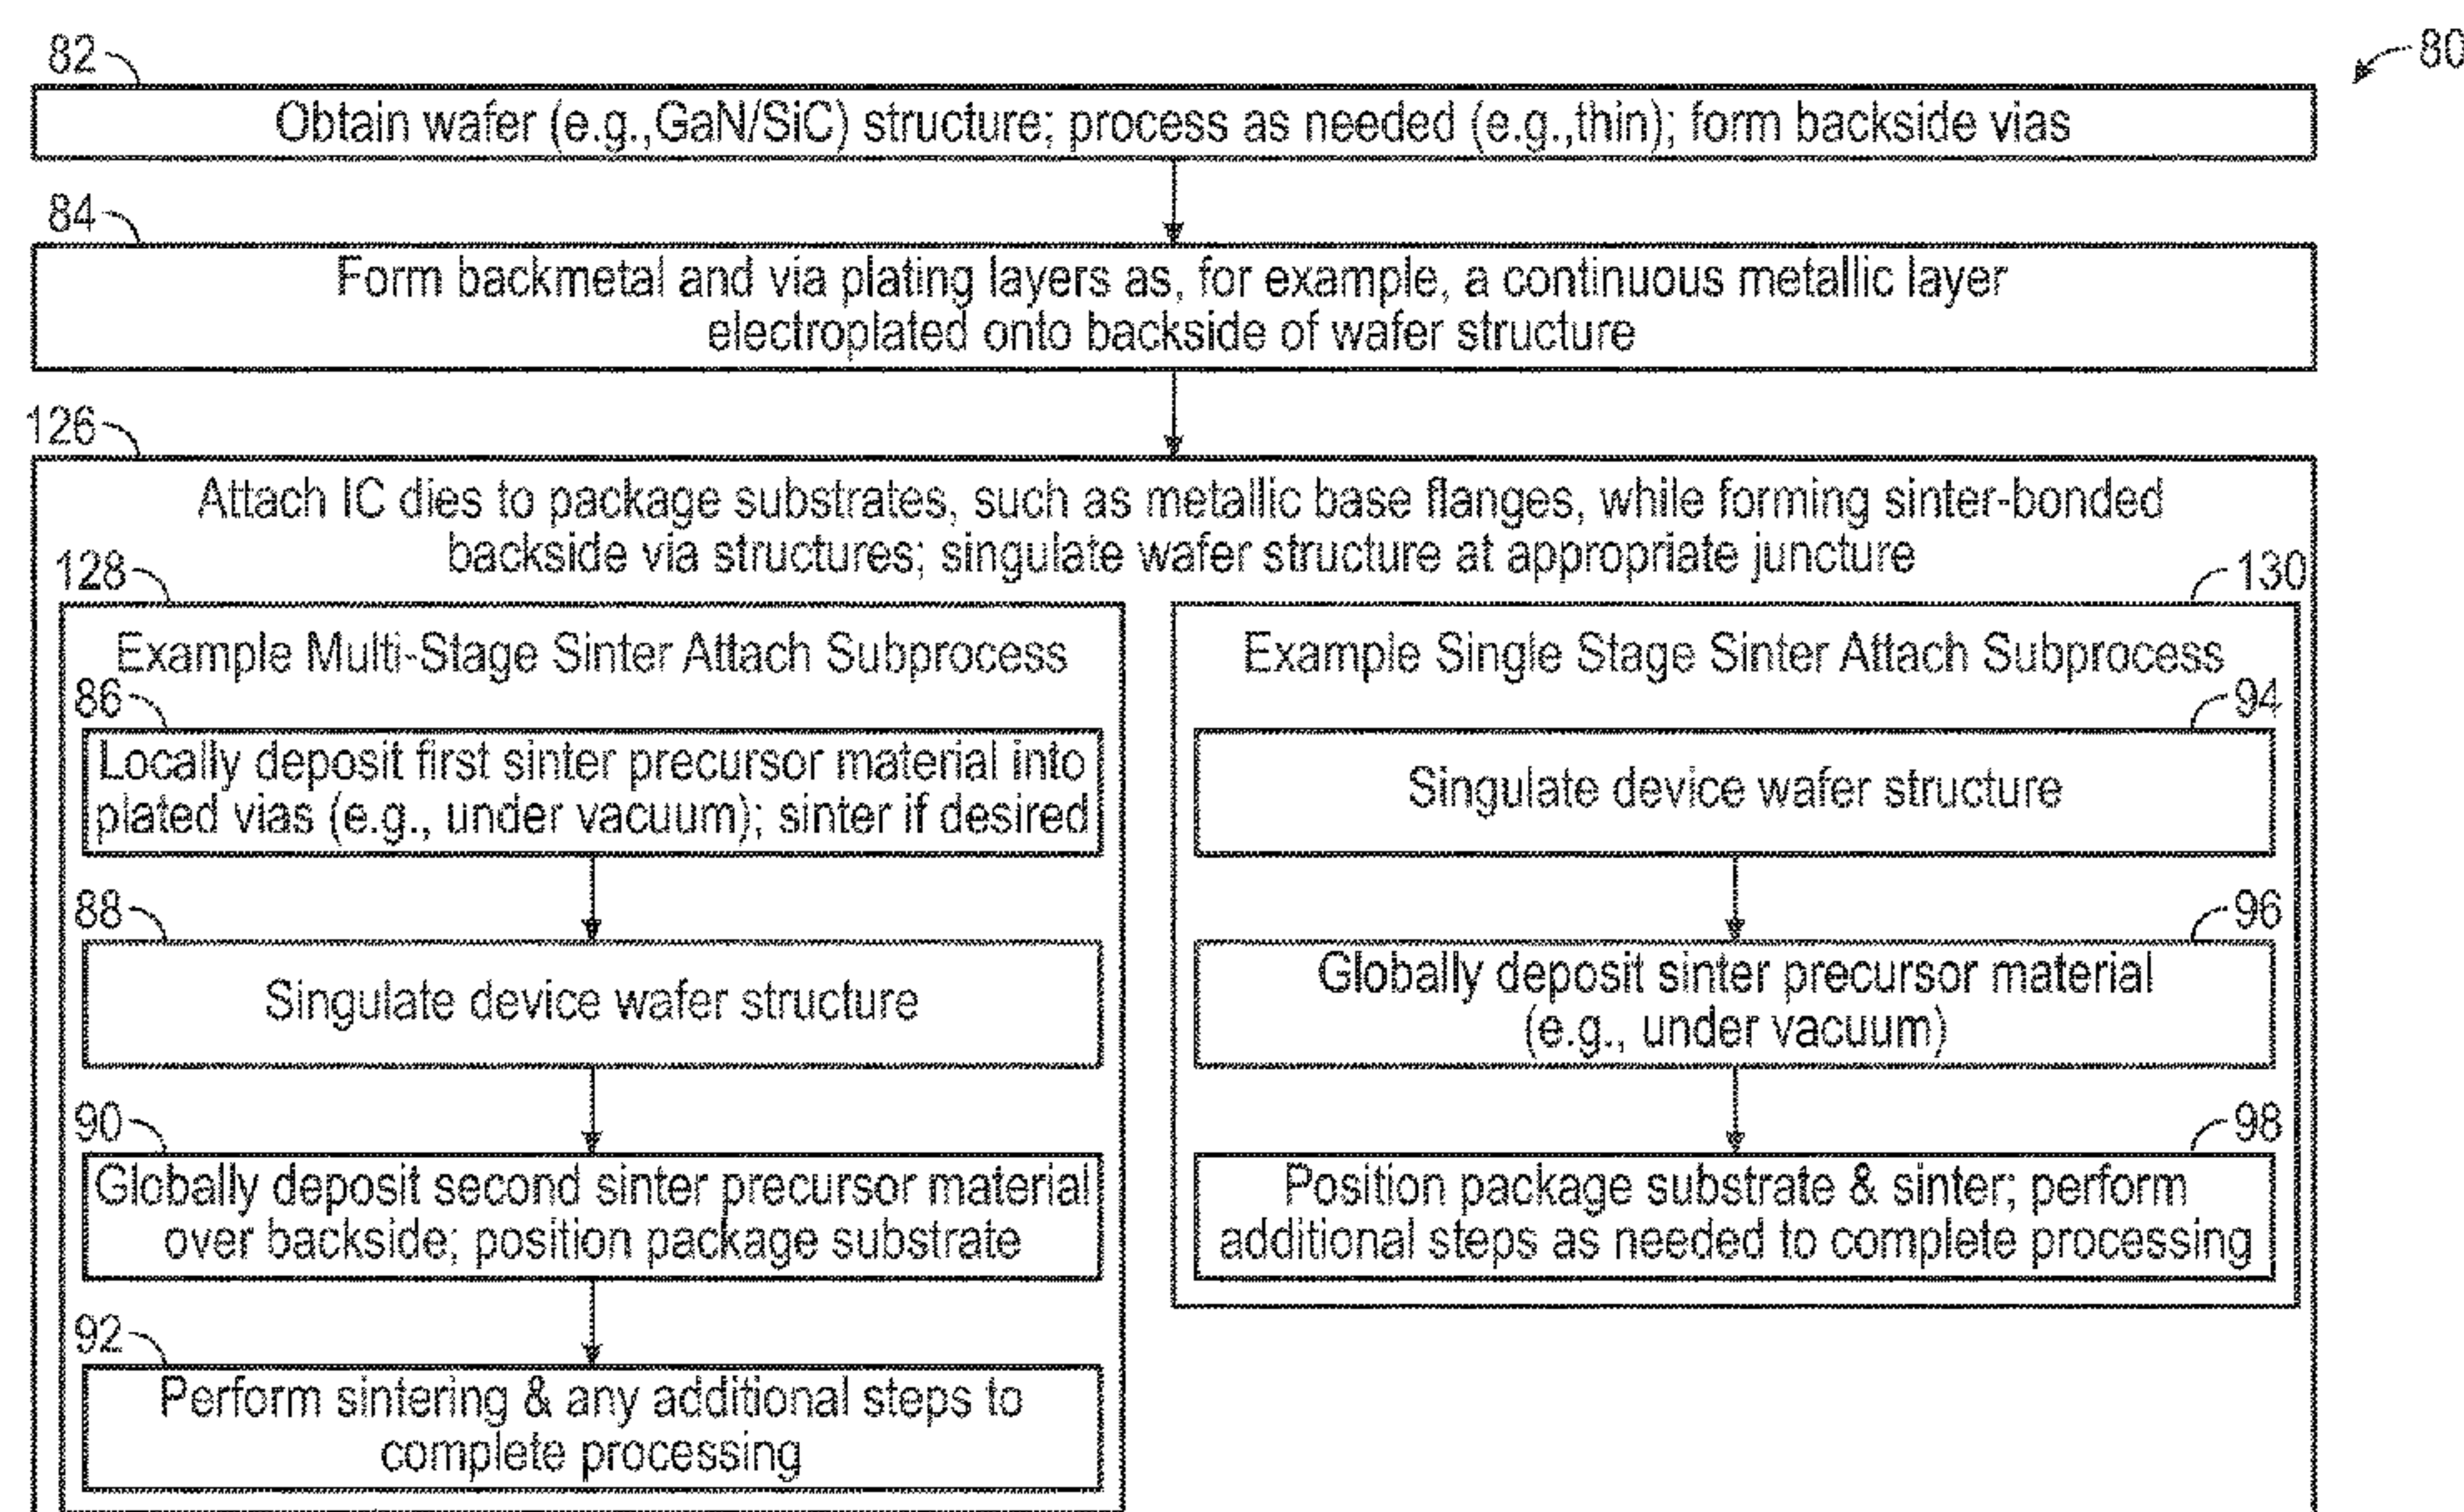 80
82
Obtain wafer (e.g.,GaN/SiC) structure; process as needed (e.g.,thin); form backside vias
84
Form backmetal and via plating layers as, for example, a continuous metallic layer
electroplated onto backside of wafer structure
126
Attach IC dies to package substrates, such as metallic base flanges, while forming sinter-bonded
backside via structures; singulate wafer structure at appropriate juncture
128
Example Multi-Stage Sinter Attach Subprocess
86
Locally deposit first sinter precursor material into
plated vias (e.g., under vacuum); sinter if desired
88
Singulate device wafer structure
90
Globally deposit second sinter precursor material
over backside; position package substrate
92
Perform sintering & any additional steps to
complete processing
130
Example Single Stage Sinter Attach Subprocess
94
Singulate device wafer structure
96
Globally deposit sinter precursor material
(e.g., under vacuum)
98
Position package substrate & sinter; perform
additional steps as needed to complete processing